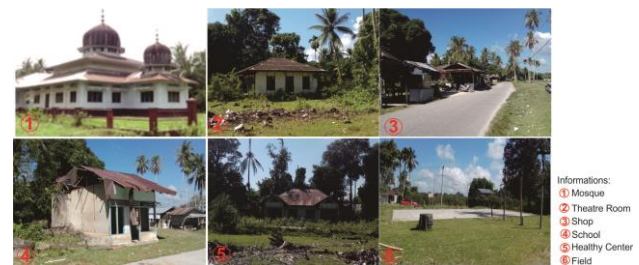 ①
②
③
④
⑤
⑥
Informations:
① Mosque
② Theatre Room
③ Shop
④ School
⑤ Healthy Center
⑥ Field